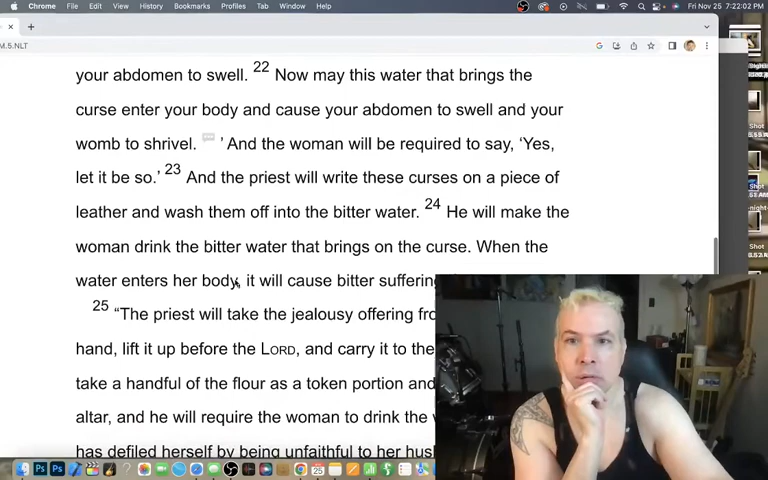 Chrome File Edit View History Bookmarks Profiles Tab Window Help Fri Nov 25 7:22:02 PM
M.5.NLT
your abdomen to swell. 22 Now may this water that brings the
curse enter your body and cause your abdomen to swell and your
womb to shrivel. ’ And the woman will be required to say, ‘Yes,
let it be so.’ 23 And the priest will write these curses on a piece of
leather and wash them off into the bitter water. 24 He will make the
woman drink the bitter water that brings on the curse. When the
water enters her body, it will cause bitter suffering
25 “The priest will take the jealousy offering
hand, lift it up before the LORD, and carry it to the
take a handful of the flour as a token portion and
altar, and he will require the woman to drink the
has defiled herself by being unfaithful to her
Shot
Shot
Shot